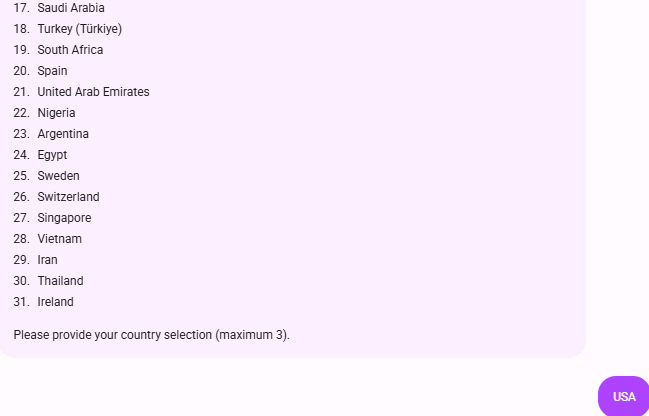 17. Saudi Arabia
18. Turkey (Türkiye)
19. South Africa
20. Spain
21. United Arab Emirates
22. Nigeria
23. Argentina
24. Egypt
25. Sweden
26. Switzerland
27. Singapore
28. Vietnam
29. Iran
30. Thailand
31. Ireland
Please provide your country selection (maximum 3).
USA